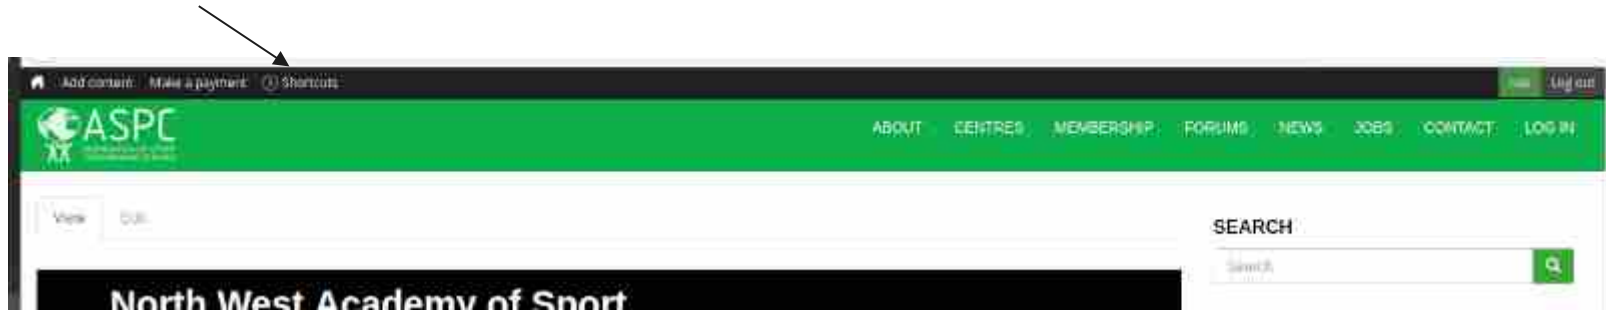 Add content Make a payment Shortcuts Log out
ASPC ABOUT CENTRES MEMBERSHIP FORUMS NEWS JOBS CONTACT LOG IN
View Edit
SEARCH
Search
North West Academy of Sport